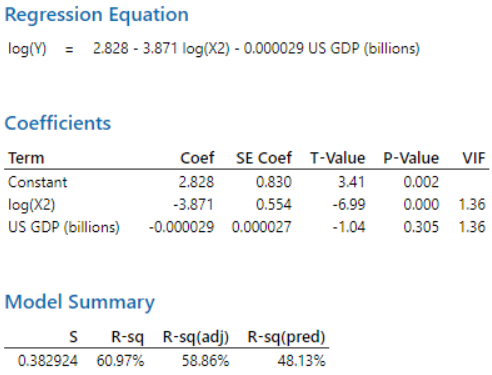 Regression Equation
log(Y) = 2.828 - 3.871 log(X2) - 0.000029 US GDP (billions)
Coefficients
Term Coef SE Coef T-Value P-Value VIF
Constant 2.828 0.830 3.41 0.002
log(X2) -3.871 0.554 -6.99 0.000 1.36
US GDP (billions) -0.000029 0.000027 -1.04 0.305 1.36
Model Summary
S R-sq R-sq(adj) R-sq(pred)
0.382924 60.97% 58.86% 48.13%